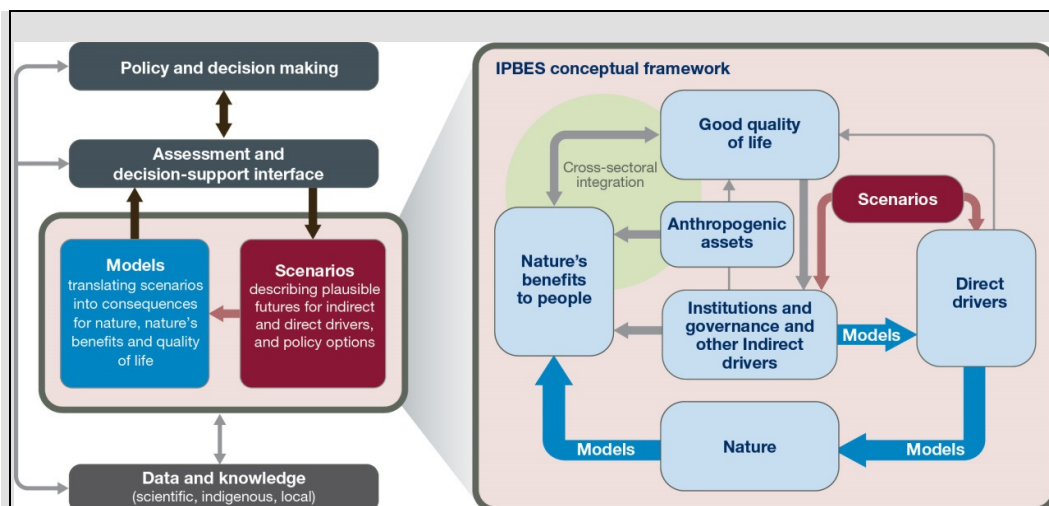 Policy and decision making
Assessment and
decision-support interface
Models
translating scenarios
into consequences
for nature, nature's
benefits and quality
of life
Scenarios
describing plausible
futures for indirect
and direct drivers,
and policy options
Data and knowledge
(scientific, indigenous, local)
IPBES conceptual framework
Good quality
of life
Cross-sectoral
integration
Scenarios
Anthropogenic
assets
Nature's
benefits
to people
Direct
drivers
Institutions and
governance and
other Indirect
drivers
Models
Models
Nature
Models